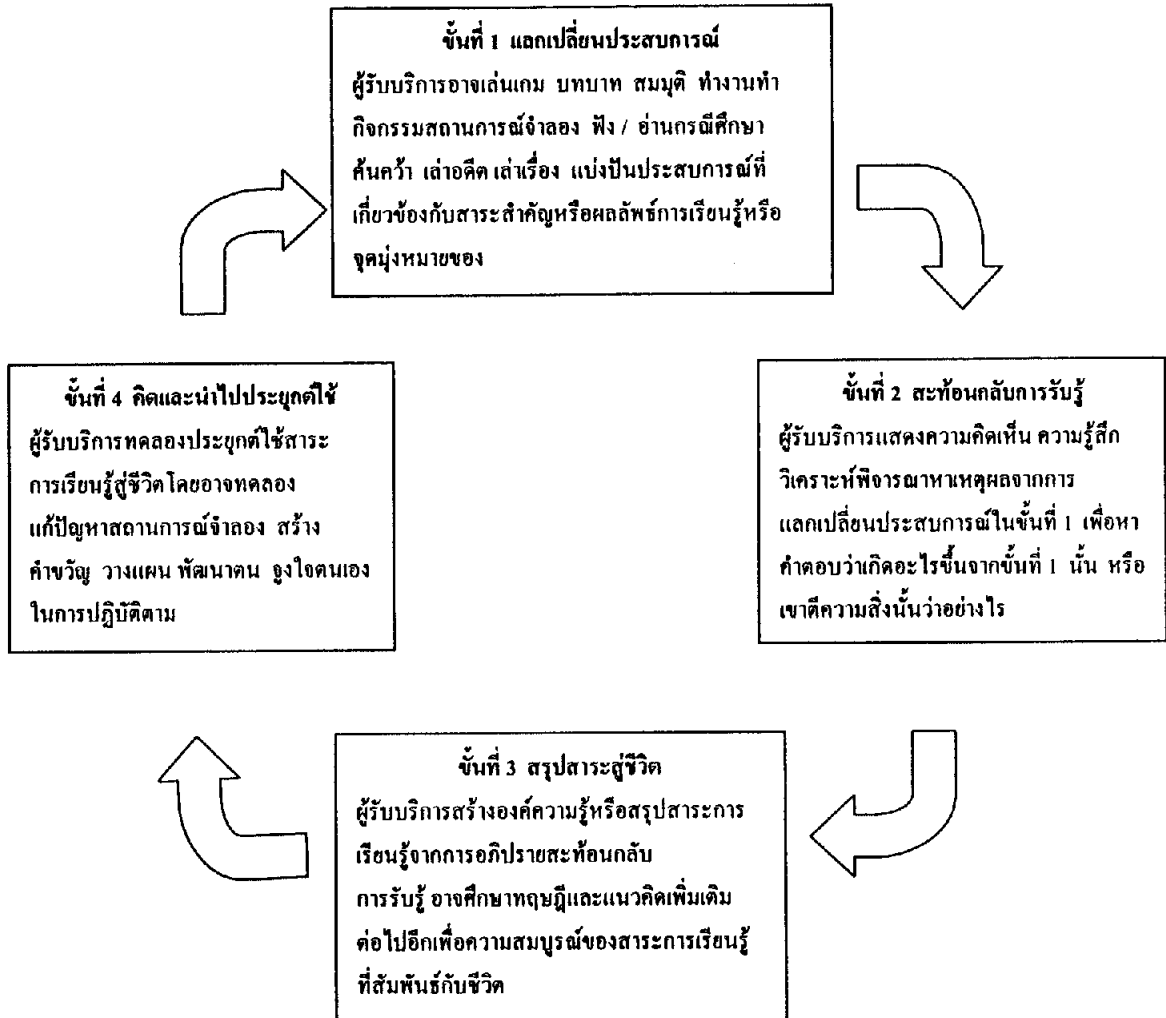 ขั้นที่ 1 แลกเปลี่ยนประสบการณ์
ผู้รับบริการอาจเล่นเกม บทบาท สมมุติ ทำงานทำ
กิจกรรมสถานการณ์จำลอง ฟัง / อ่านกรณีศึกษา
ค้นคว้า เล่าอดีต เล่าเรื่อง แบ่งปันประสบการณ์ที่
เกี่ยวข้องกับสาระสำคัญหรือผลลัพธ์การเรียนรู้หรือ
จุดมุ่งหมายของ
ขั้นที่ 2 สะท้อนกลับการรับรู้
ผู้รับบริการแสดงความคิดเห็น ความรู้สึก
วิเคราะห์พิจารณาหาเหตุผลจากการ
แลกเปลี่ยนประสบการณ์ในขั้นที่ 1 เพื่อหา
คำตอบว่าเกิดอะไรขึ้นจากขั้นที่ 1 นั้น หรือ
เขาตีความสิ่งนั้นว่าอย่างไร
ขั้นที่ 3 สรุปสาระสู่ชีวิต
ผู้รับบริการสร้างองค์ความรู้หรือสรุปสาระการ
เรียนรู้จากการอภิปรายสะท้อนกลับ
การรับรู้ อาจศึกษาทฤษฎีและแนวคิดเพิ่มเติม
ต่อไปอีกเพื่อความสมบูรณ์ของสาระการเรียนรู้
ที่สัมพันธ์กับชีวิต
ขั้นที่ 4 คิดและนำไปประยุกต์ใช้
ผู้รับบริการทดลองประยุกต์ใช้สาระ
การเรียนรู้สู่ชีวิตโดยอาจทดลอง
แก้ปัญหาสถานการณ์จำลอง สร้าง
คำขวัญ วางแผน พัฒนาตน จูงใจตนเอง
ในการปฏิบัติตาม